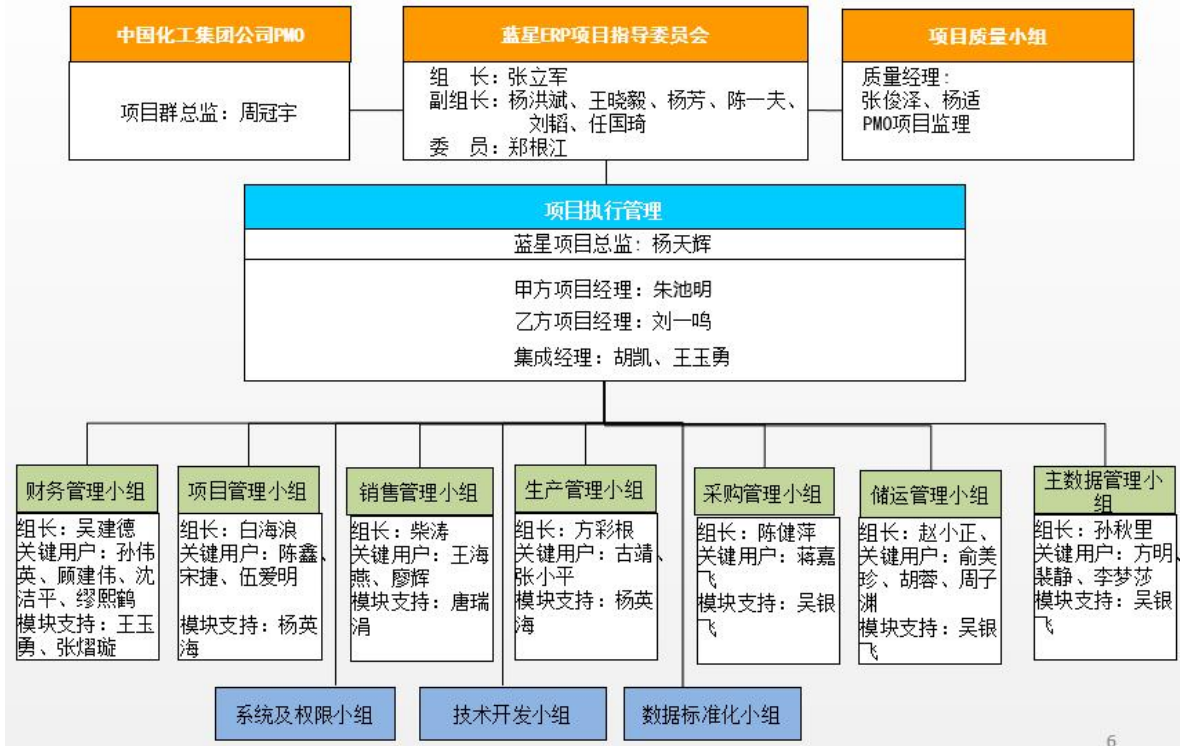 中国化工集团公司PMO
项目群总监：周冠宇
蓝星ERP项目指导委员会
组　长：张立军
副组长：杨洪斌、王晓毅、杨芳、陈一夫、
刘韬、任国琦
委　员：郑根江
项目质量小组
质量经理：
张俊泽、杨适
PMO项目监理
项目执行管理
蓝星项目总监：杨天辉
甲方项目经理：朱池明
乙方项目经理：刘一鸣
集成经理：胡凯、王玉勇
财务管理小组
组长：吴建德
关键用户：孙伟
英、顾建伟、沈
洁平、缪熙鹤
模块支持：王玉
勇、张熠璇
项目管理小组
组长：白海浪
关键用户：陈鑫、
宋捷、伍爱明
模块支持：杨英
海
销售管理小组
组长：柴涛
关键用户：王海
燕、廖辉
模块支持：唐瑞
涓
生产管理小组
组长：方彩根
关键用户：古靖、
张小平
模块支持：杨英
海
采购管理小组
组长：陈健萍
关键用户：蒋嘉
飞
模块支持：吴银
飞
储运管理小组
组长：赵小正、
关键用户：俞美
珍、胡蓉、周子
渊
模块支持：吴银
飞
主数据管理小
组
组长：孙秋里
关键用户：方明、
裴静、李梦莎
模块支持：吴银
飞
系统及权限小组
技术开发小组
数据标准化小组
6